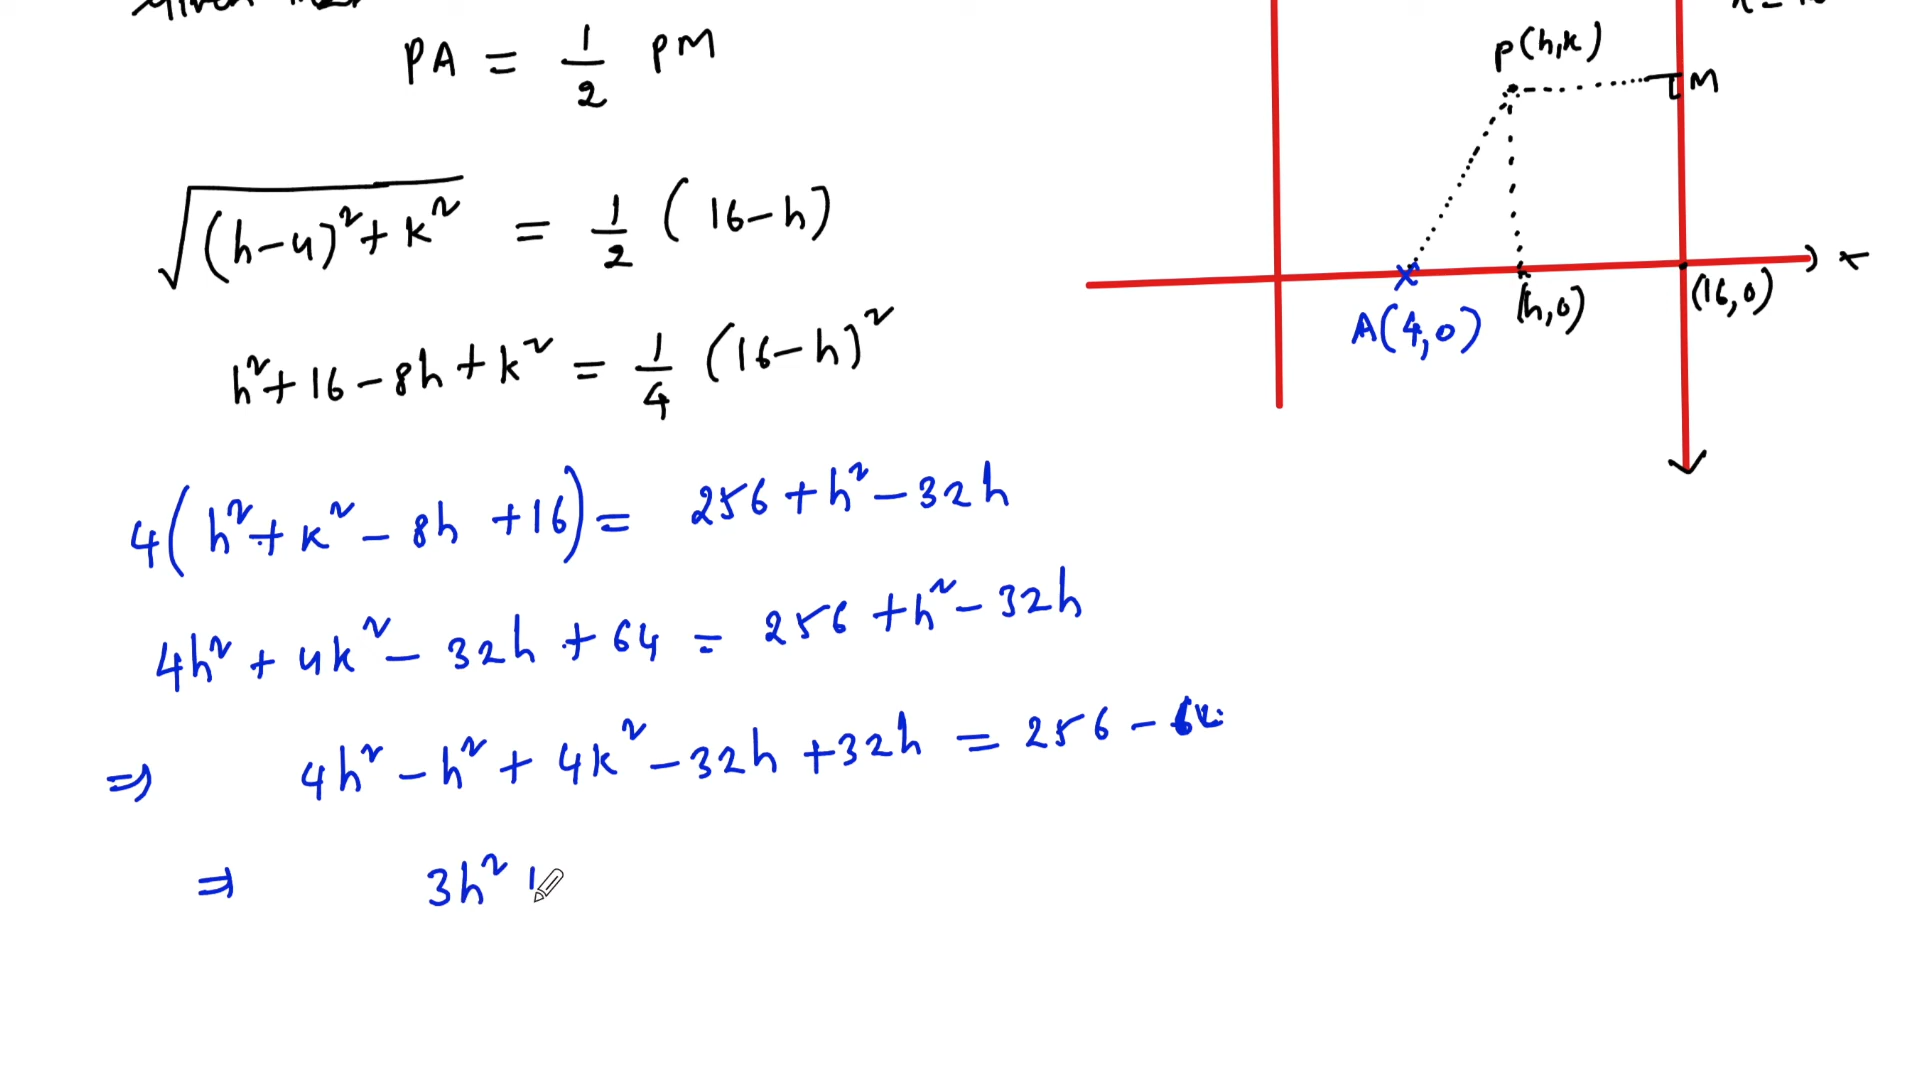 PA = 1/2 PM
√((h-4)²+k²) = 1/2 (16-h)
h²+16-8h+k² = 1/4 (16-h)²
4(h²+k²-8h+16) = 256+h²-32h
4h²+4k²-32h+64 = 256+h²-32h
⇒ 4h²-h²+4k²-32h+32h = 256-64
⇒ 3h²
P(h,k)
M
x
A(4,0)
(h,0)
(16,0)